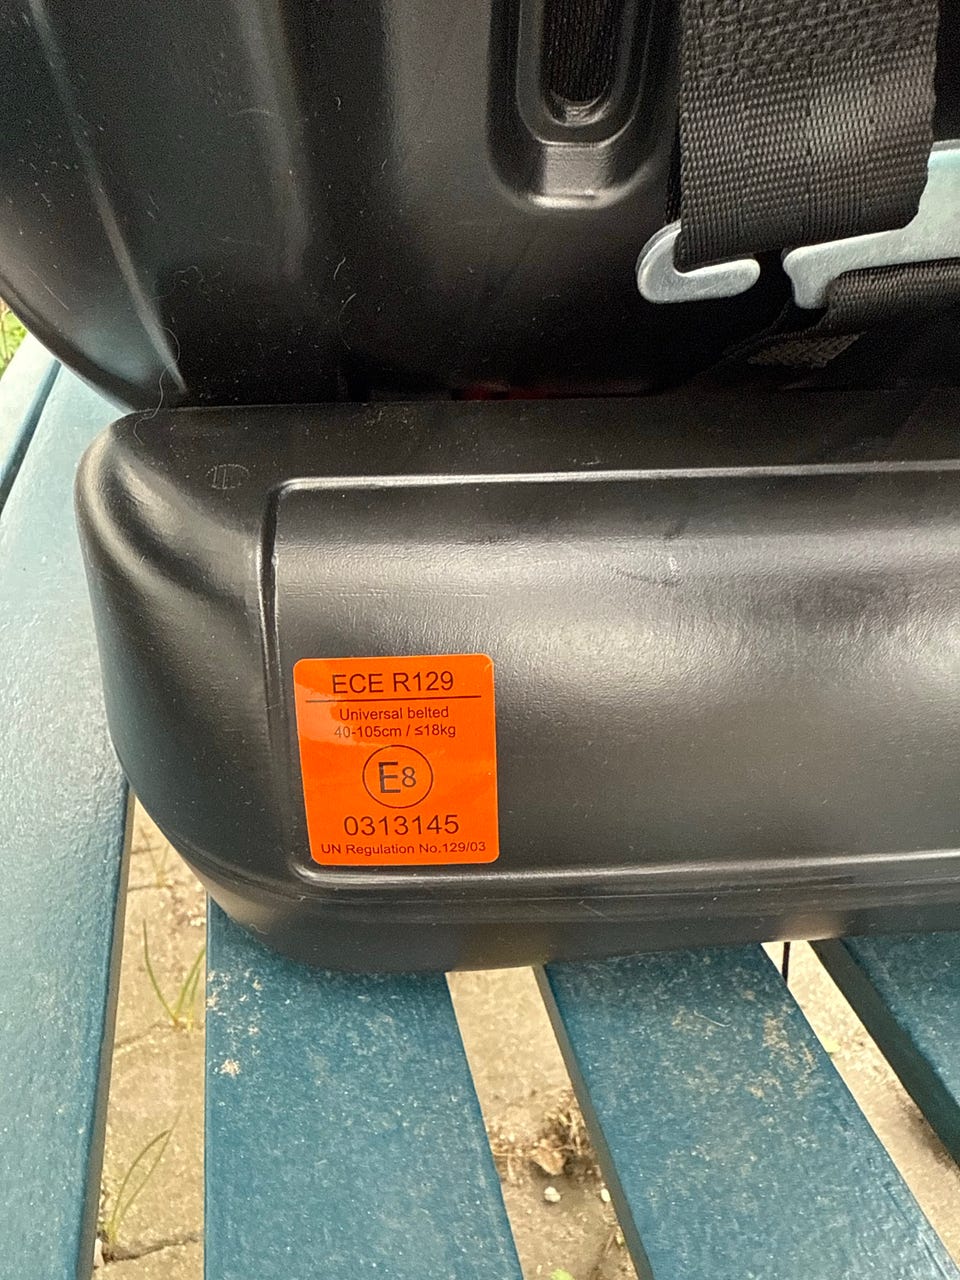 ECE R129
Universal belted
40-105cm / ≤18kg
E8
0313145
UN Regulation No.129/03